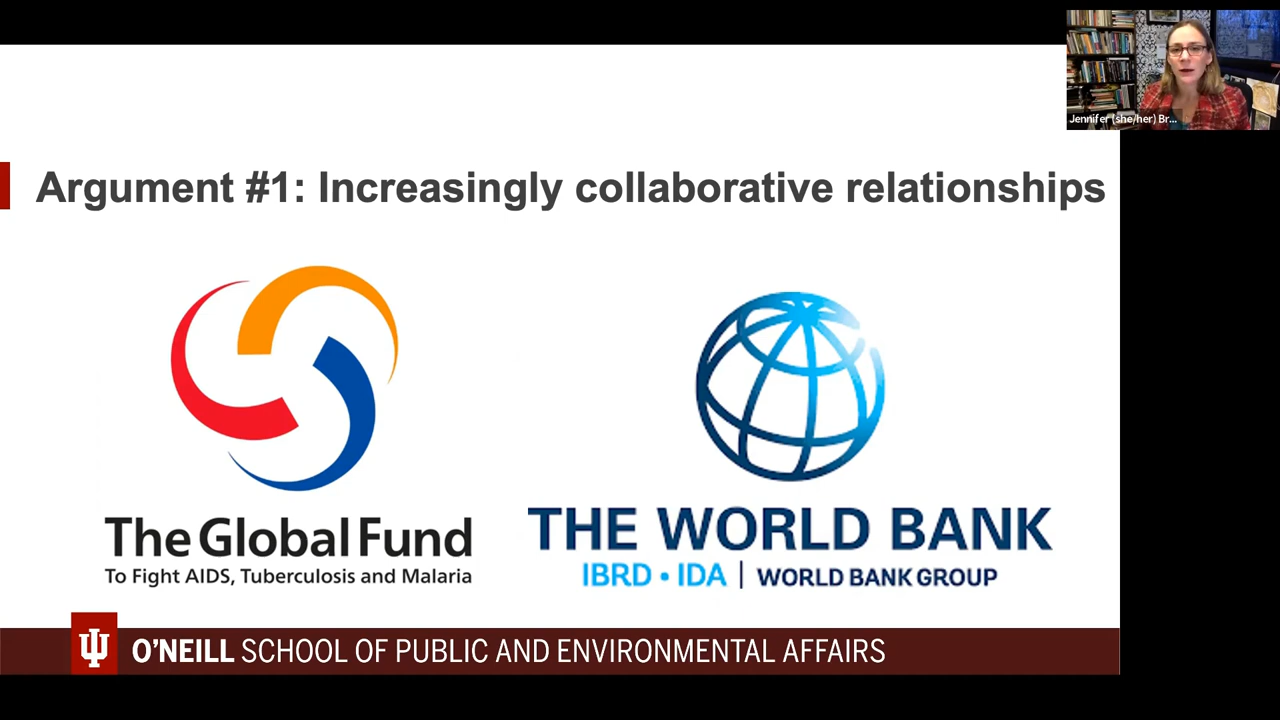 Jennifer (she/her) Br...
Argument #1: Increasingly collaborative relationships
The Global Fund
To Fight AIDS, Tuberculosis and Malaria
THE WORLD BANK
IBRD • IDA | WORLD BANK GROUP
O'NEILL SCHOOL OF PUBLIC AND ENVIRONMENTAL AFFAIRS